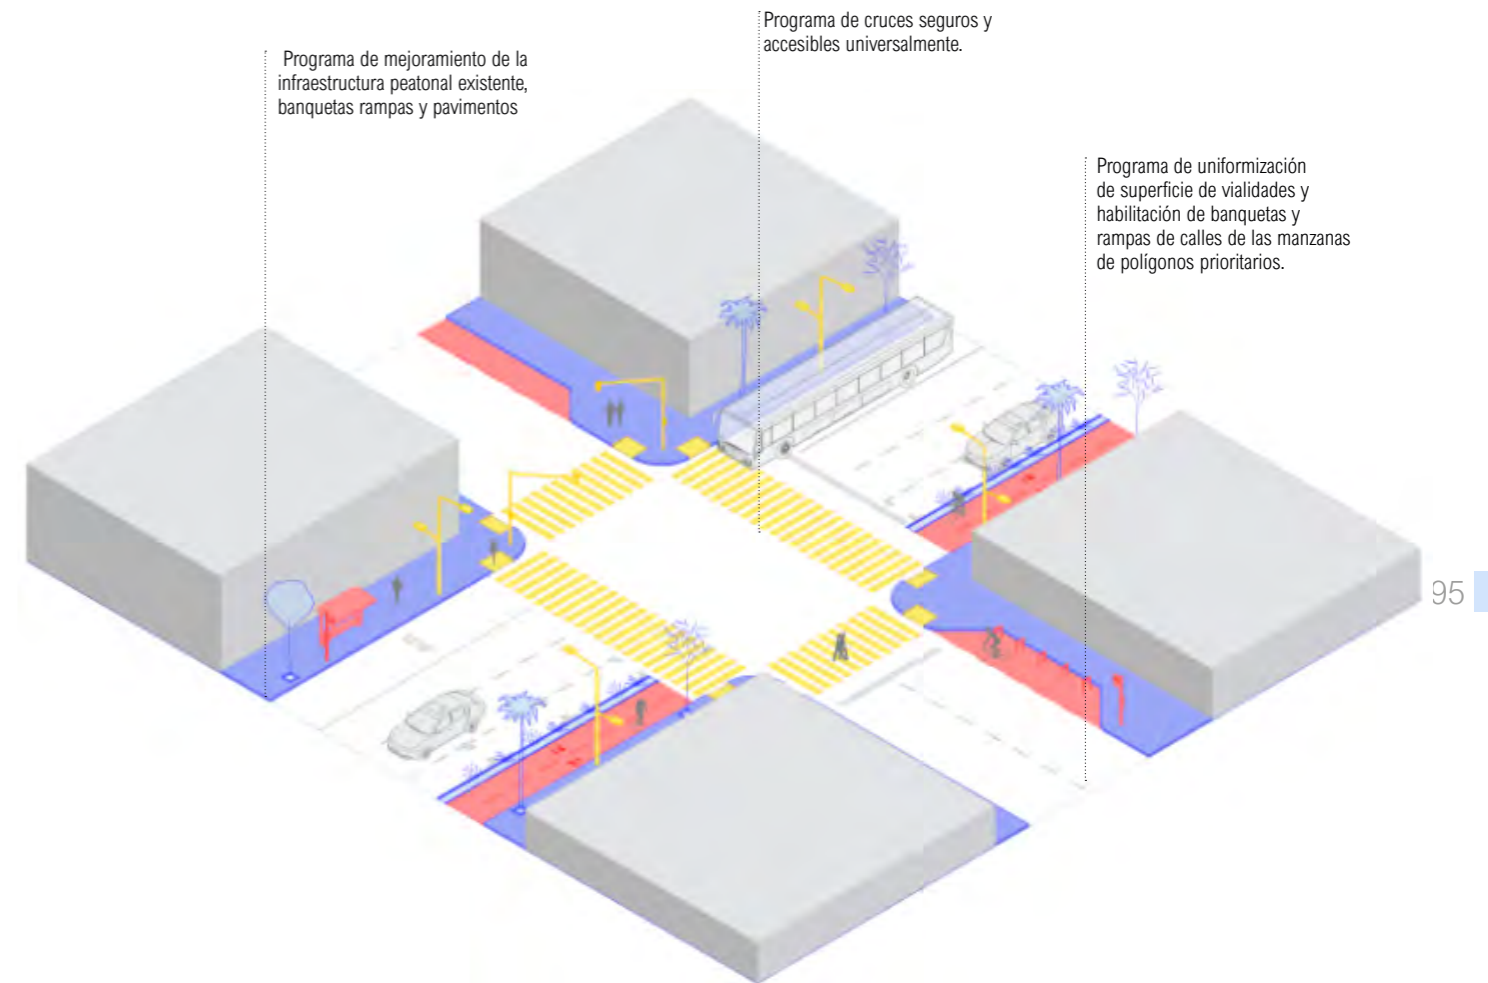 Programa de cruces seguros y
accesibles universalmente.
Programa de mejoramiento de la
infraestructura peatonal existente,
banquetas rampas y pavimentos
Programa de uniformización
de superficie de vialidades y
habilitación de banquetas y
rampas de calles de las manzanas
de polígonos prioritarios.
95